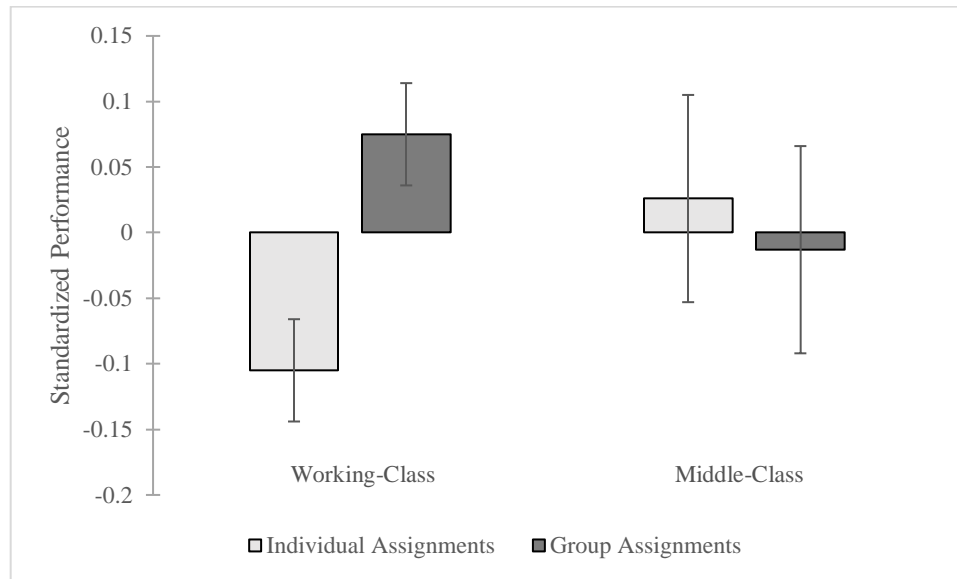 Standardized Performance
0.15
0.1
0.05
0
-0.05
-0.1
-0.15
-0.2
Working-Class
Middle-Class
Individual Assignments
Group Assignments